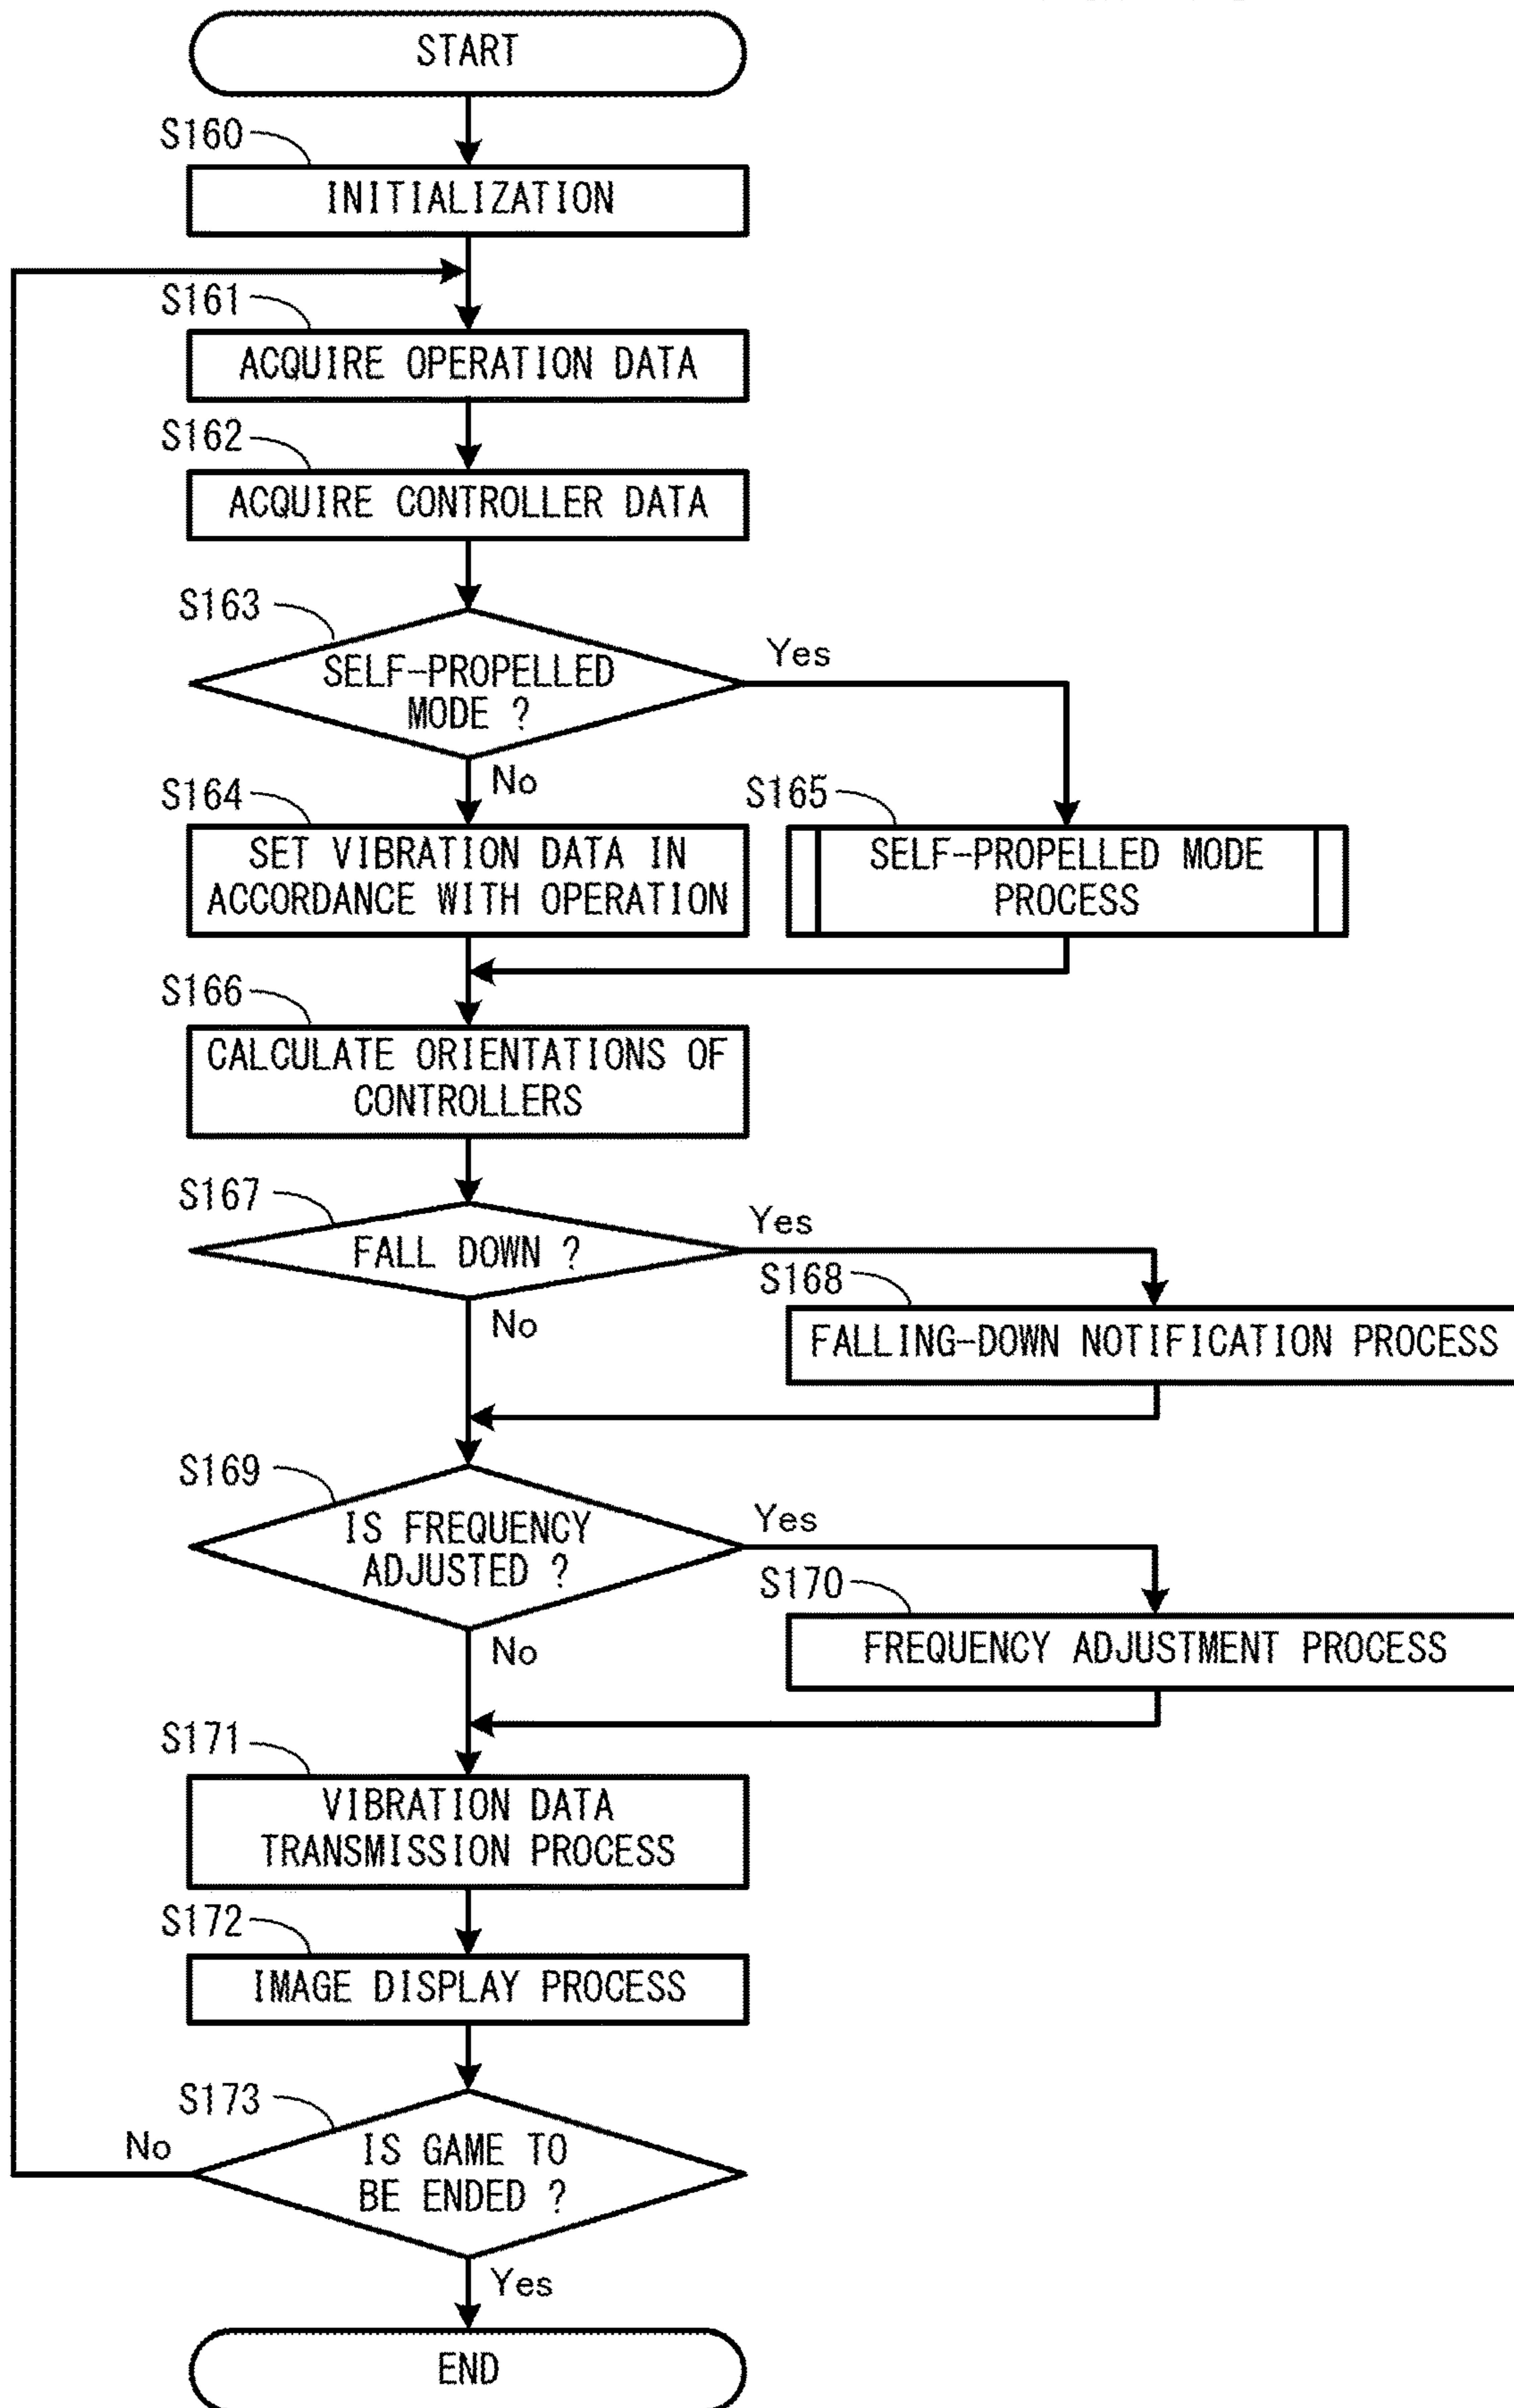 START
S160
INITIALIZATION
S161
ACQUIRE OPERATION DATA
S162
ACQUIRE CONTROLLER DATA
S163
SELF-PROPELLED
MODE ?
Yes
No
S164
SET VIBRATION DATA IN
ACCORDANCE WITH OPERATION
S165
SELF-PROPELLED MODE
PROCESS
S166
CALCULATE ORIENTATIONS OF
CONTROLLERS
S167
FALL DOWN ?
Yes
No
S168
FALLING-DOWN NOTIFICATION PROCESS
S169
IS FREQUENCY
ADJUSTED ?
Yes
No
S170
FREQUENCY ADJUSTMENT PROCESS
S171
VIBRATION DATA
TRANSMISSION PROCESS
S172
IMAGE DISPLAY PROCESS
S173
IS GAME TO
BE ENDED ?
No
Yes
END